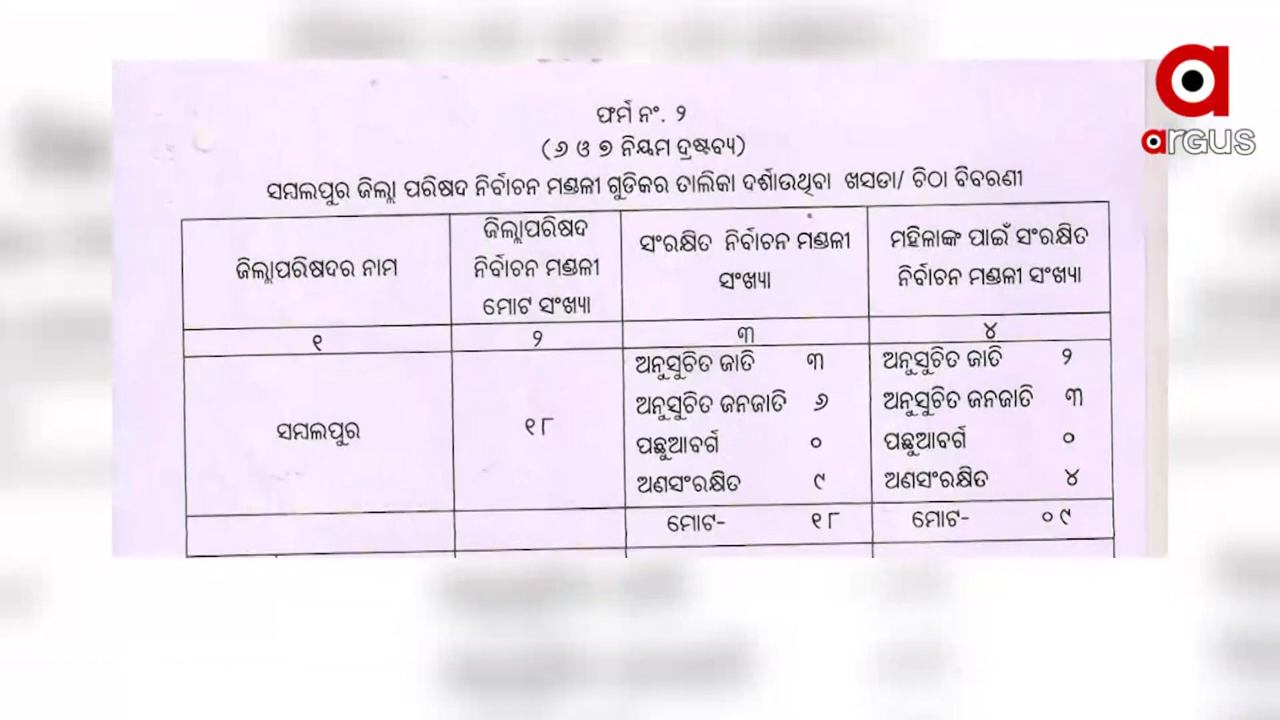 argus
ଫର୍ମ ନଂ. ୨
(୬ ଓ ୭ ନିୟମ ଦ୍ରଷ୍ଟବ୍ୟ)
ସମ୍ବଲପୁର ଜିଲ୍ଲା ପରିଷଦ ନିର୍ବାଚନ ମଣ୍ଡଳୀ ଗୁଡିକର ତାଲିକା ଦର୍ଶାଉଥିବା ଖସଡା/ ଚିଠା ବିବରଣୀ
ଜିଲ୍ଲାପରିଷଦର ନାମ
ଜିଲ୍ଲାପରିଷଦ
ନିର୍ବାଚନ ମଣ୍ଡଳୀ
ମୋଟ ସଂଖ୍ୟା
ସଂରକ୍ଷିତ ନିର୍ବାଚନ ମଣ୍ଡଳୀ
ସଂଖ୍ୟା
ମହିଳାଙ୍କ ପାଇଁ ସଂରକ୍ଷିତ
ନିର୍ବାଚନ ମଣ୍ଡଳୀ ସଂଖ୍ୟା
୧ ୨ ୩ ୪
ସମ୍ବଲପୁର
୧୮
ଅନୁସୁଚିତ ଜାତି ୩
ଅନୁସୁଚିତ ଜନଜାତି ୬
ପଛୁଆବର୍ଗ ୦
ଅଣସଂରକ୍ଷିତ ୯
ଅନୁସୁଚିତ ଜାତି ୨
ଅନୁସୁଚିତ ଜନଜାତି ୩
ପଛୁଆବର୍ଗ ୦
ଅଣସଂରକ୍ଷିତ ୪
ମୋଟ- ୧୮
ମୋଟ- ୦୯